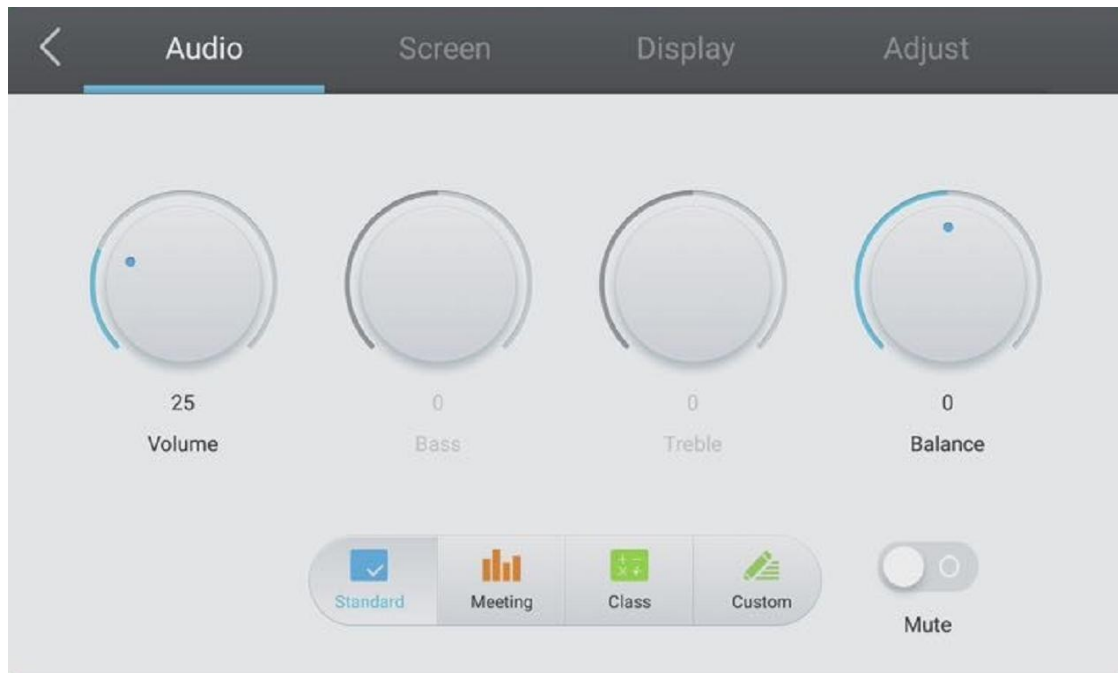 Audio Screen Display Adjust
25 0 0 0
Volume Bass Treble Balance
Standard Meeting Class Custom
Mute